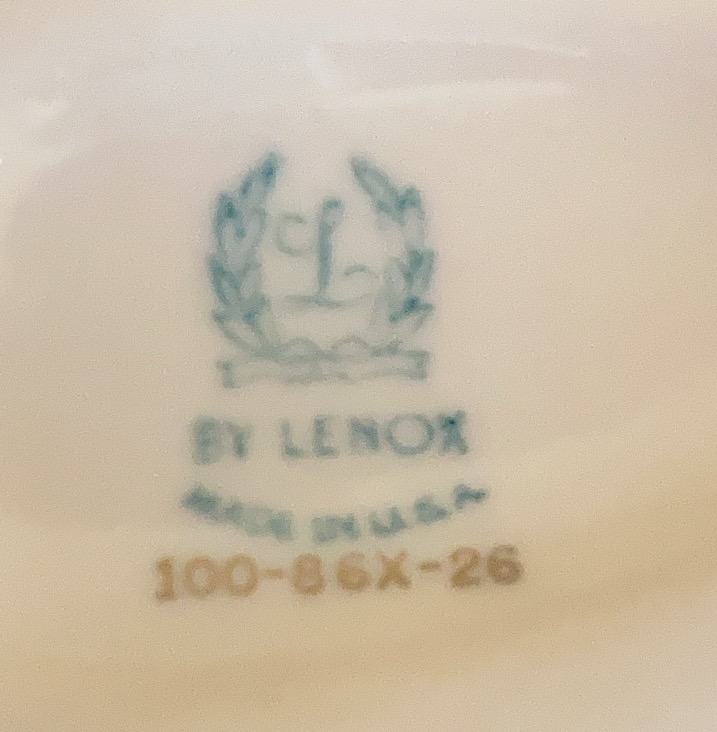 C L
BY LENOX
MADE IN U.S.A
100-86X-26